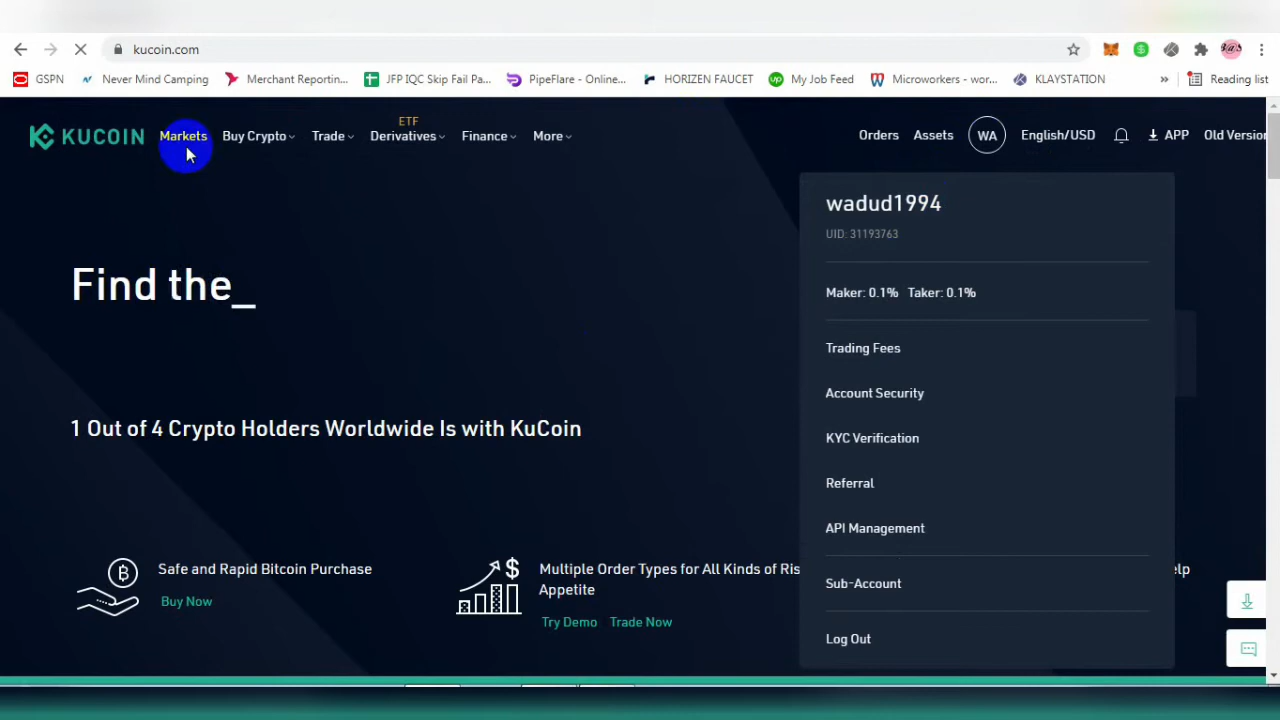 kucoin.com
GSPN
Never Mind Camping
Merchant Reportin...
JFP IQC Skip Fail Pa...
PipeFlare - Online...
HORIZEN FAUCET
My Job Feed
Microworkers - wor...
KLAYSTATION
»
Reading list
KUCOIN
Markets
Buy Crypto
Trade
ETF
Derivatives
Finance
More
Orders
Assets
WA
English/USD
APP
Old Version
wadud1994
UID: 31193763
Maker: 0.1% Taker: 0.1%
Trading Fees
Account Security
KYC Verification
Referral
API Management
Sub-Account
Log Out
Find the_
1 Out of 4 Crypto Holders Worldwide Is with KuCoin
Safe and Rapid Bitcoin Purchase
Buy Now
Multiple Order Types for All Kinds of Ris
Appetite
Try Demo Trade Now
elp